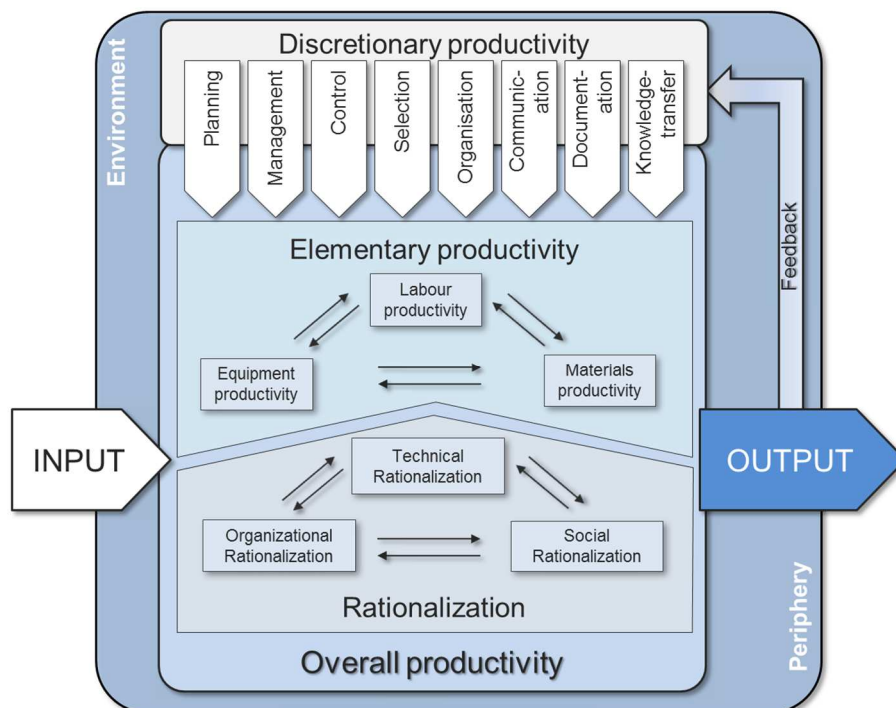 Discretionary productivity
Environment
Planning
Management
Control
Selection
Organisation
Communic-
ation
Document-
ation
Knowledge-
transfer
Elementary productivity
Feedback
Labour
productivity
Equipment
productivity
Materials
productivity
INPUT
OUTPUT
Technical
Rationalization
Organizational
Rationalization
Social
Rationalization
Rationalization
Periphery
Overall productivity